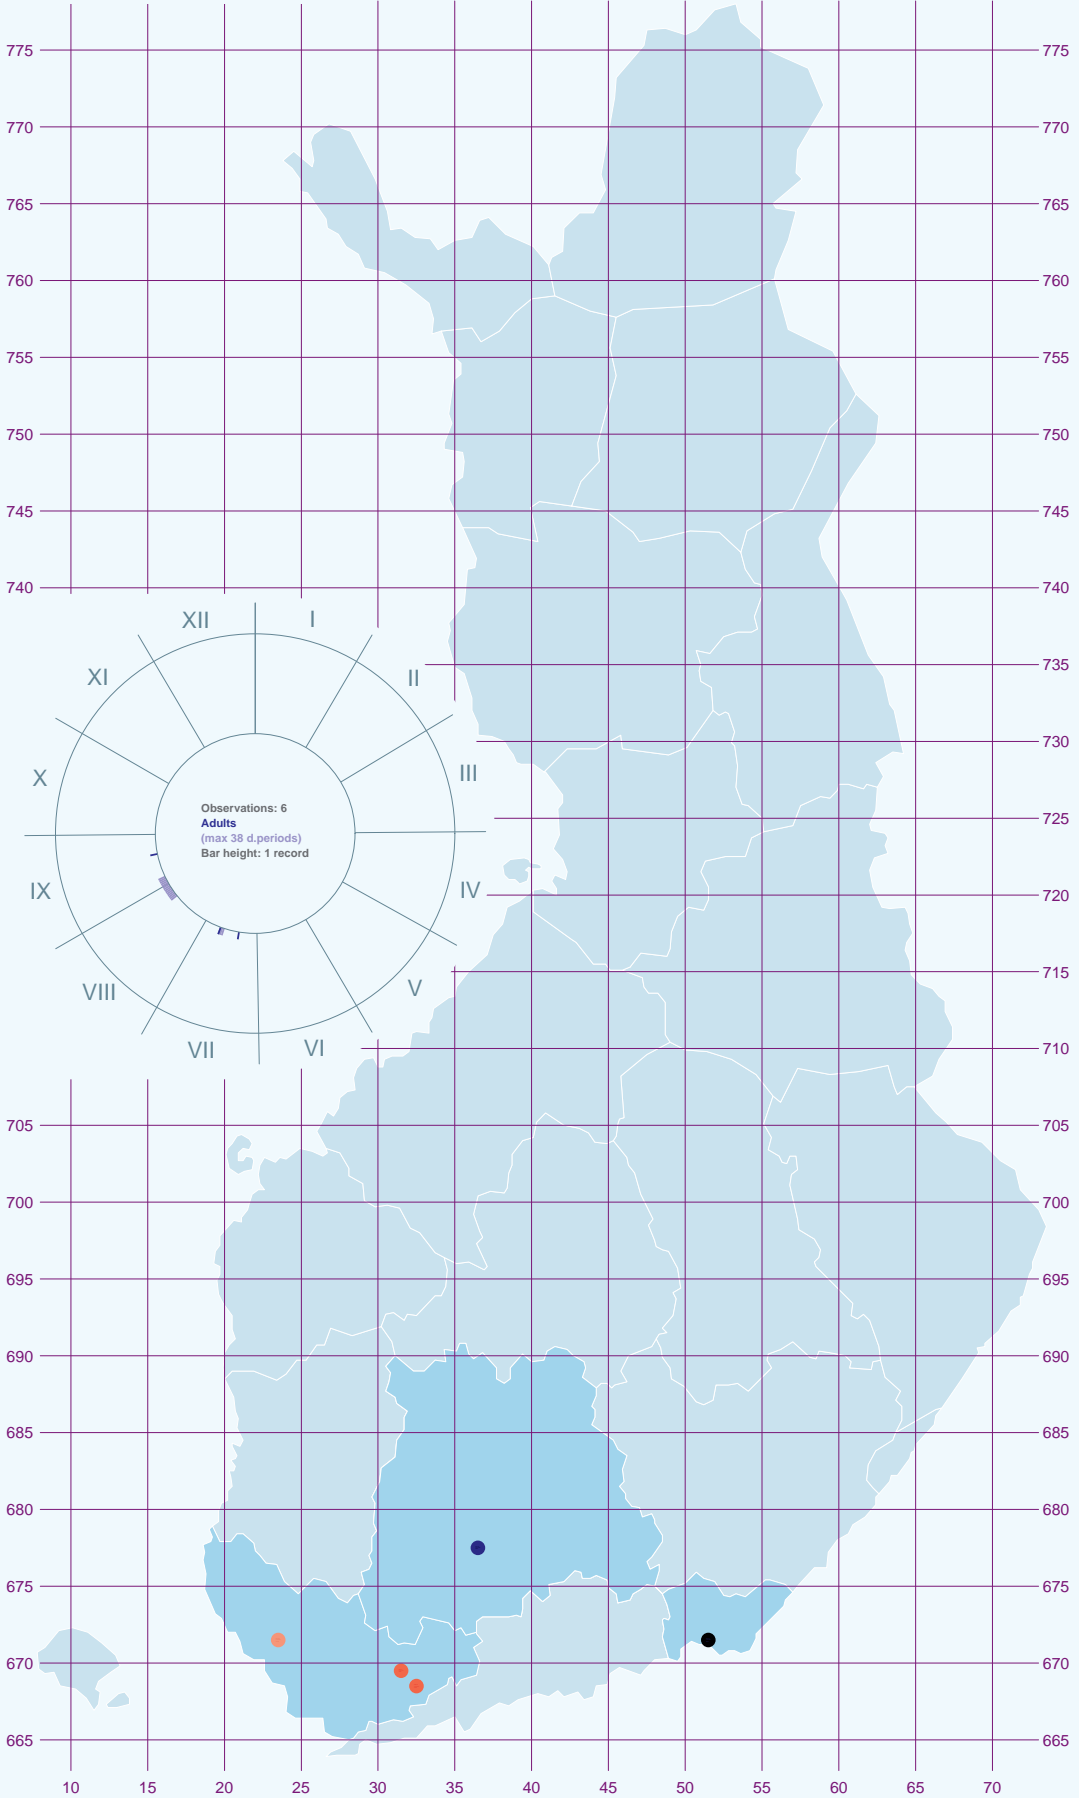 775 775
770 770
765 765
760 760
755 755
750 750
745 745
740 740
XII I
XI II
735
730
X III
725
Observations: 6
Adults
(max 38 d.periods)
Bar height: 1 record
IX IV
720
715
VIII V
VII VI
710
705 705
700 700
695 695
690 690
685 685
680 680
675 675
670 670
665 665
10 15 20 25 30 35 40 45 50 55 60 65 70